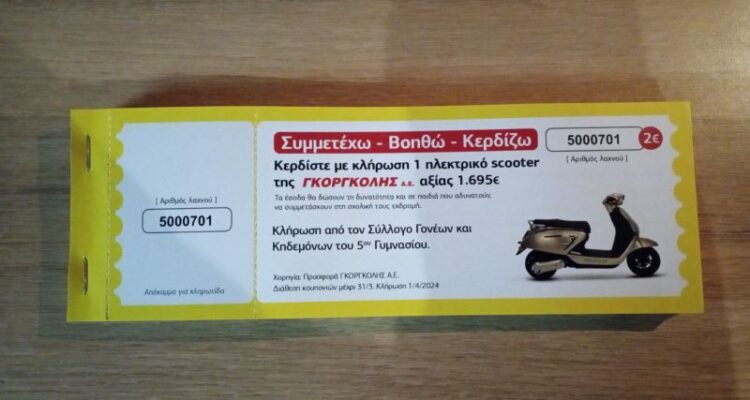 [ Αριθμός λαχνού ]
5000701
Απόκομμα για κληρωτίδα
Συμμετέχω - Βοηθώ - Κερδίζω
5000701
2€
[ Αριθμός λαχνού ]
Κερδίστε με κλήρωση 1 ηλεκτρικό scooter
της ΓΚΟΡΓΚΟΛΗΣ Α.Ε. αξίας 1.695€
Τα έσοδα θα δώσουν τη δυνατότητα και σε παιδιά που αδυνατούν,
να συμμετάσχουν στη σχολική τους εκδρομή.
Κλήρωση από τον Σύλλογο Γονέων και
Κηδεμόνων του 5ου Γυμνασίου.
Χορηγία: Προσφορά ΓΚΟΡΓΚΟΛΗΣ Α.Ε.
Διάθεση κουπονιών μέχρι 31/3. Κλήρωση 1/4/2024